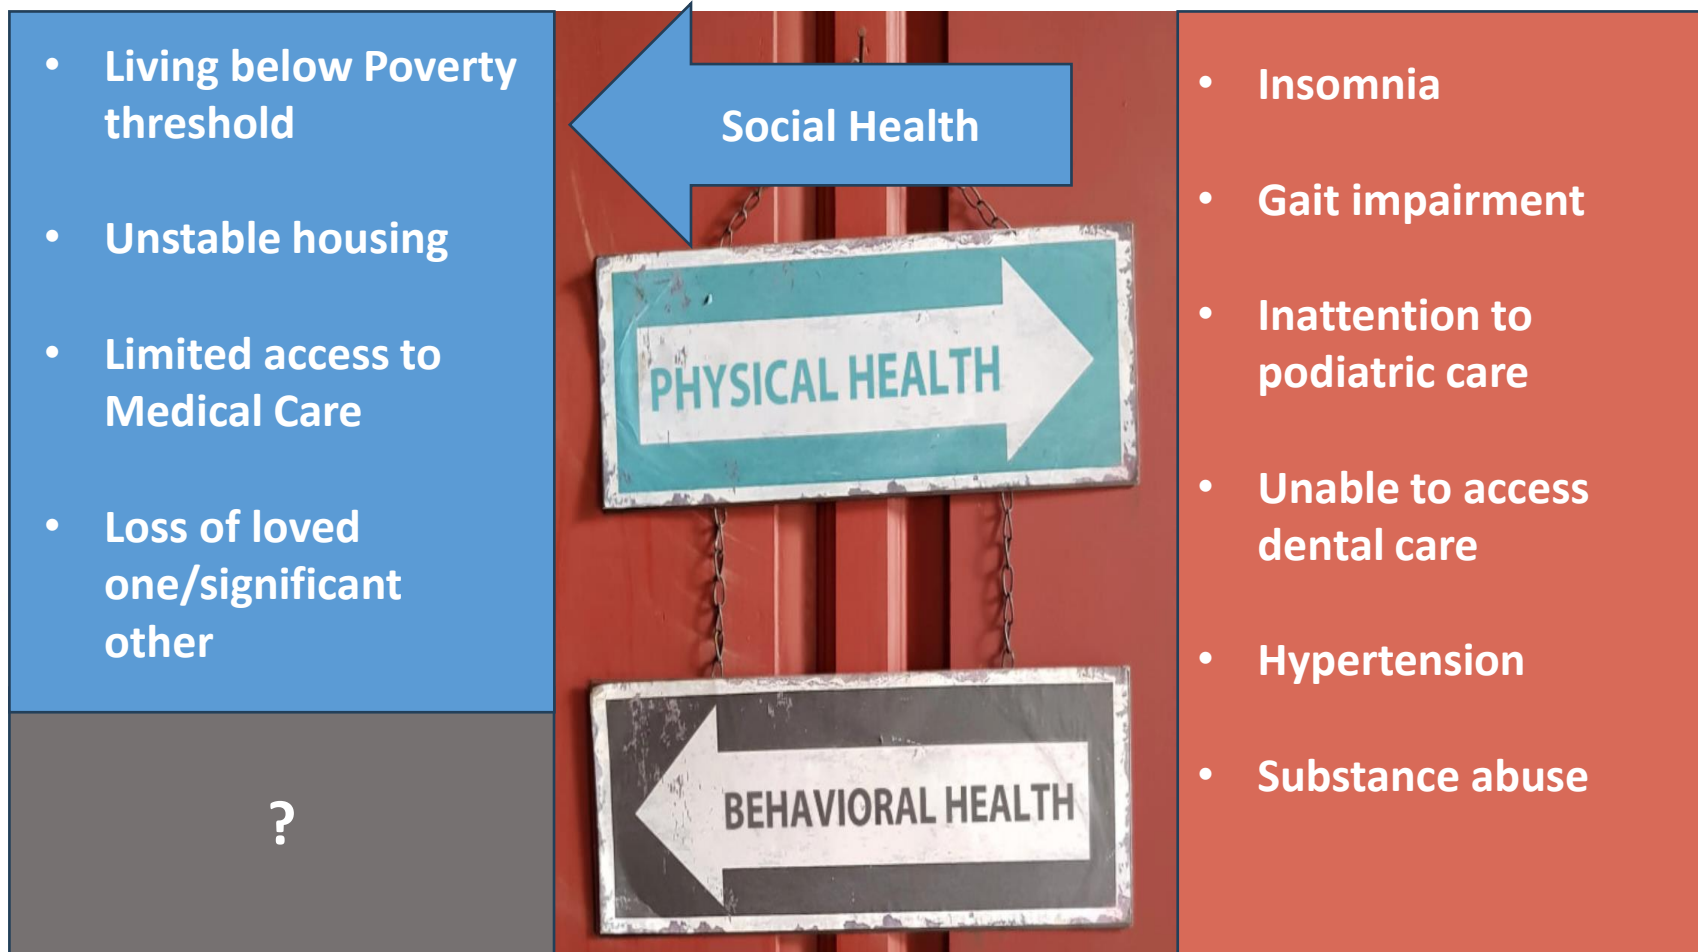 • Living below Poverty
threshold
• Unstable housing
• Limited access to
Medical Care
• Loss of loved
one/significant
other
?
Social Health
PHYSICAL HEALTH
BEHAVIORAL HEALTH
• Insomnia
• Gait impairment
• Inattention to
podiatric care
• Unable to access
dental care
• Hypertension
• Substance abuse